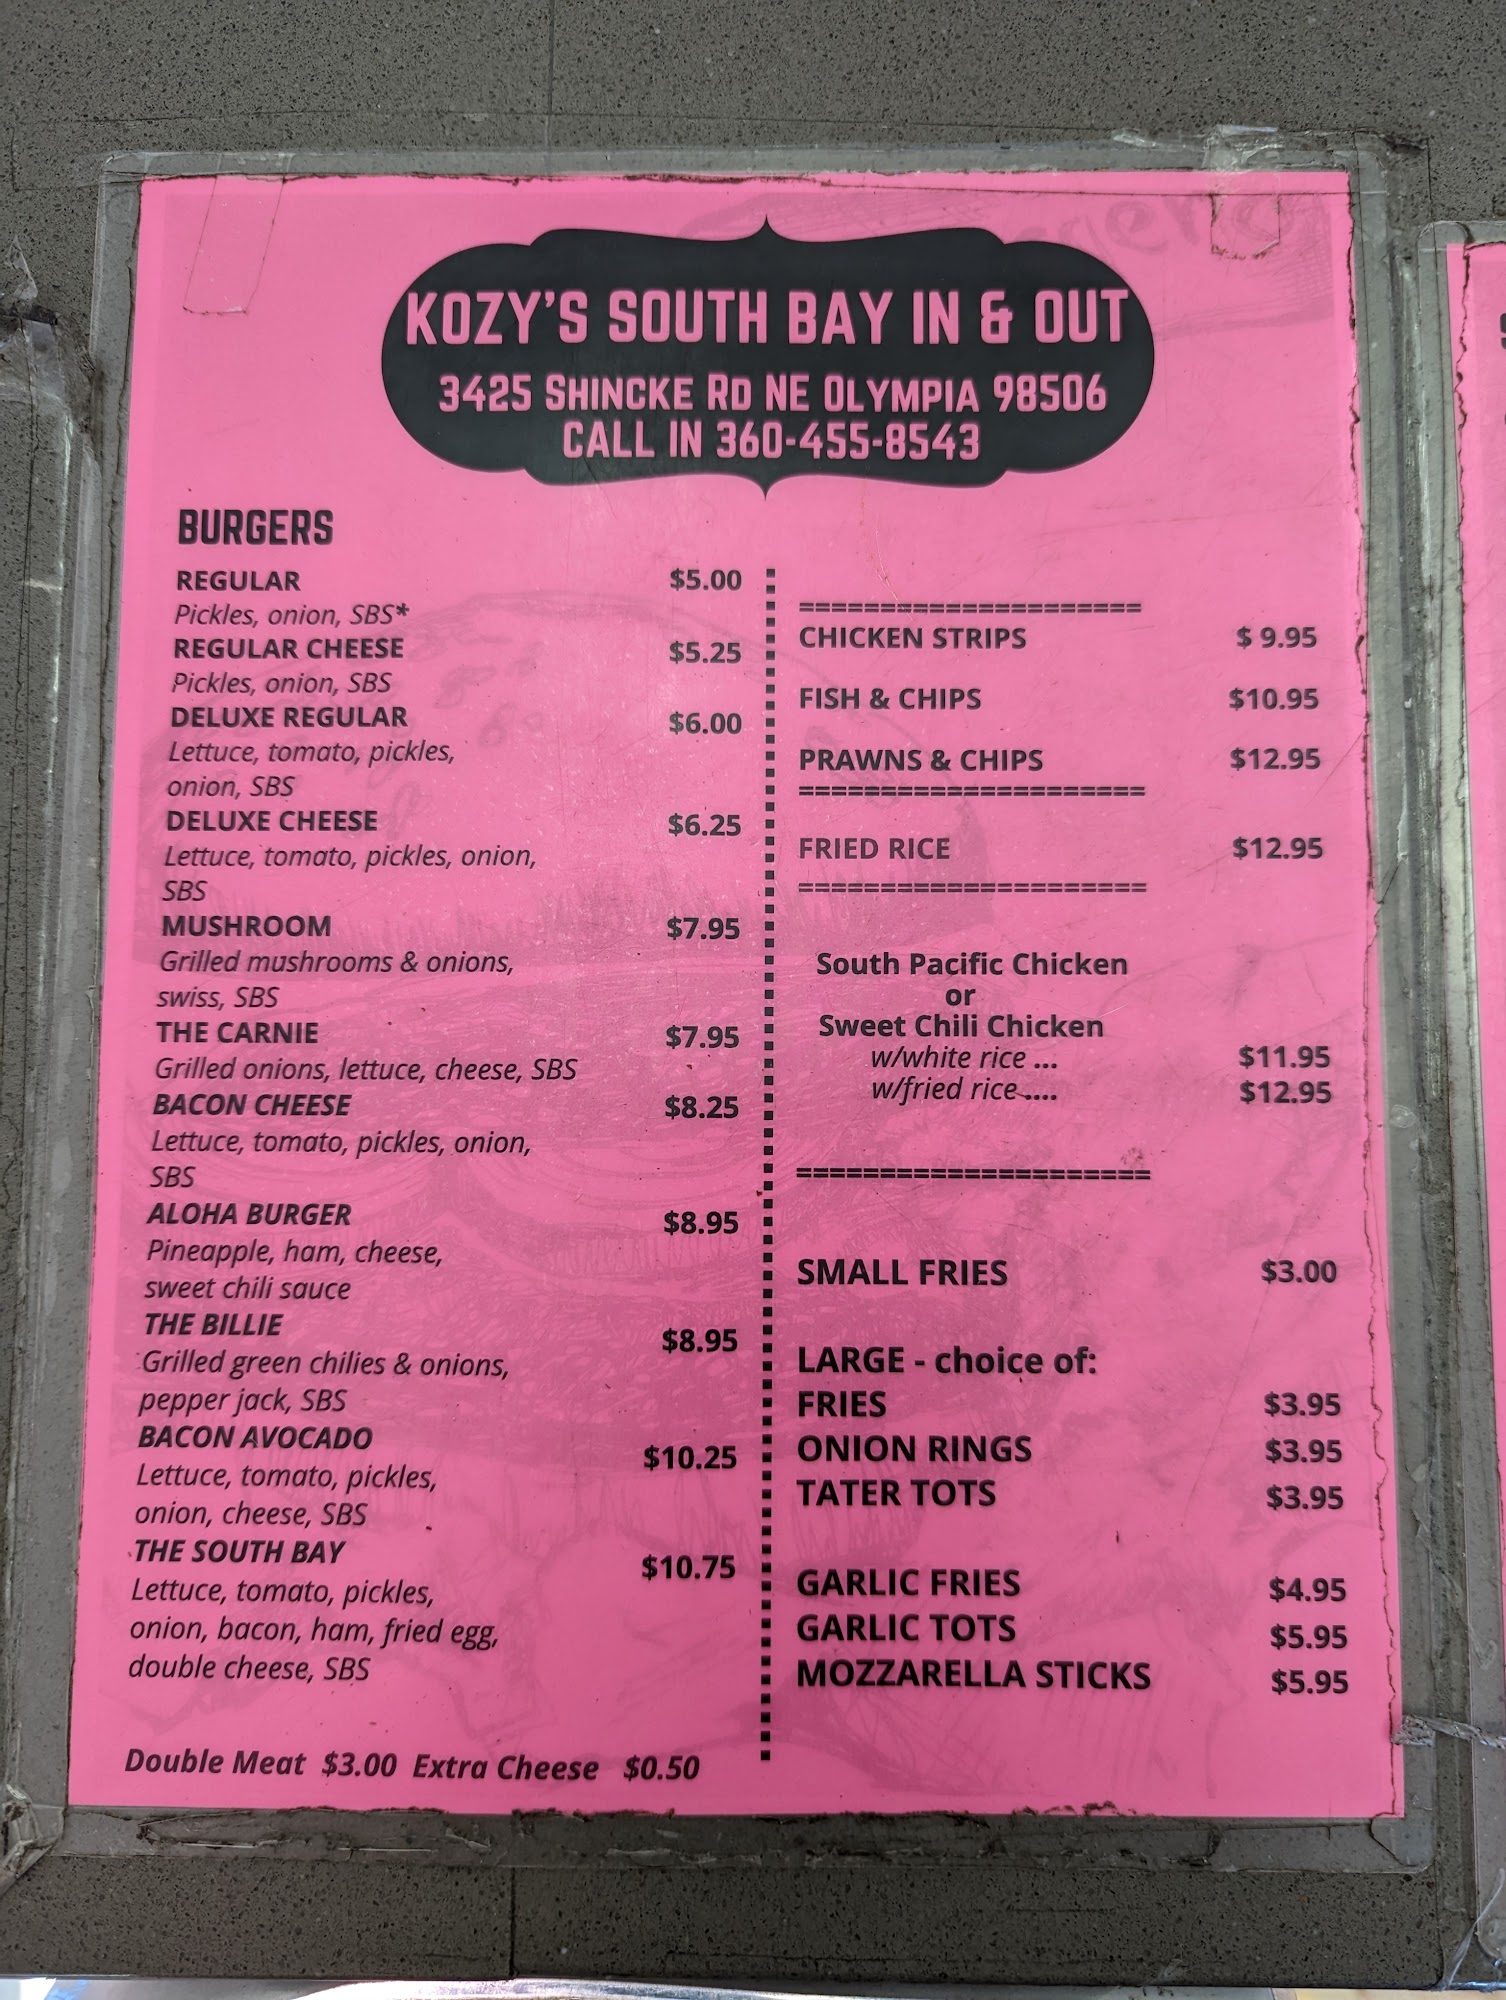 KOZY'S SOUTH BAY IN & OUT
3425 SHINCKE RD NE OLYMPIA 98506
CALL IN 360-455-8543
BURGERS
REGULAR $5.00
Pickles, onion, SBS*
REGULAR CHEESE $5.25
Pickles, onion, SBS
DELUXE REGULAR $6.00
Lettuce, tomato, pickles,
onion, SBS
DELUXE CHEESE $6.25
Lettuce, tomato, pickles, onion,
SBS
MUSHROOM $7.95
Grilled mushrooms & onions,
swiss, SBS
THE CARNIE $7.95
Grilled onions, lettuce, cheese, SBS
BACON CHEESE $8.25
Lettuce, tomato, pickles, onion,
SBS
ALOHA BURGER $8.95
Pineapple, ham, cheese,
sweet chili sauce
THE BILLIE $8.95
Grilled green chilies & onions,
pepper jack, SBS
BACON AVOCADO $10.25
Lettuce, tomato, pickles,
onion, cheese, SBS
THE SOUTH BAY $10.75
Lettuce, tomato, pickles,
onion, bacon, ham, fried egg,
double cheese, SBS
Double Meat $3.00 Extra Cheese $0.50
=====================
CHICKEN STRIPS $ 9.95
FISH & CHIPS $10.95
PRAWNS & CHIPS $12.95
=====================
FRIED RICE $12.95
=====================
South Pacific Chicken
or
Sweet Chili Chicken
w/white rice ... $11.95
w/fried rice .... $12.95
=====================
SMALL FRIES $3.00
LARGE - choice of:
FRIES $3.95
ONION RINGS $3.95
TATER TOTS $3.95
GARLIC FRIES $4.95
GARLIC TOTS $5.95
MOZZARELLA STICKS $5.95